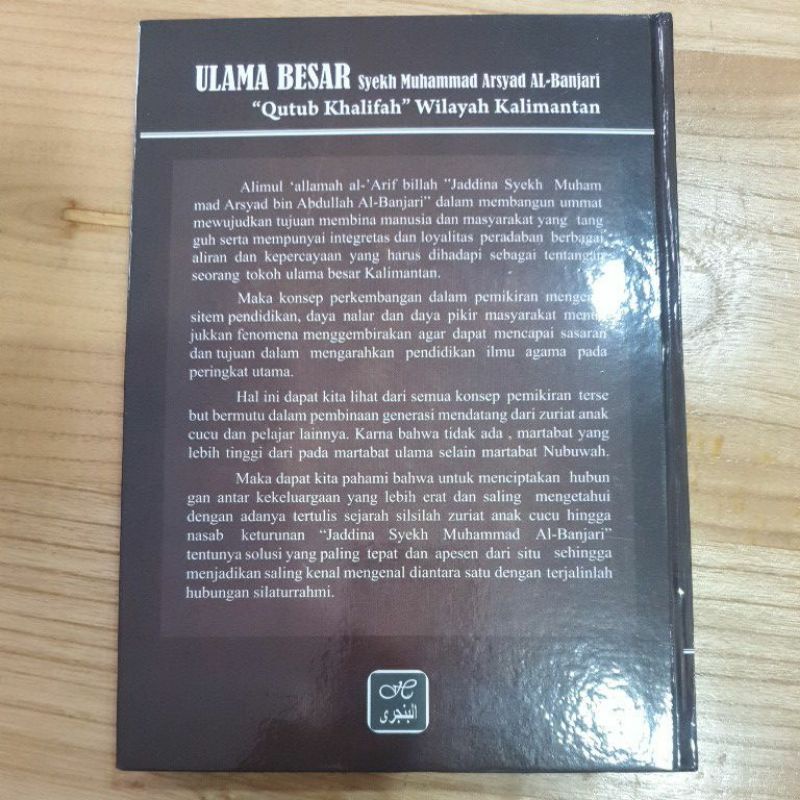 ULAMA BESAR Syekh Muhammad Arsyad AL-Banjari
“Qutub Khalifah” Wilayah Kalimantan
Alimul ‘allamah al-’Arif billah ”Jaddina Syekh Muham
mad Arsyad bin Abdullah Al-Banjari” dalam membangun ummat
mewujudkan tujuan membina manusia dan masyarakat yang tang
guh serta mempunyai integretas dan loyalitas peradaban berbagai
aliran dan kepercayaan yang harus dihadapi sebagai tentangan
seorang tokoh ulama besar Kalimantan.
Maka konsep perkembangan dalam pemikiran
sitem pendidikan, daya nalar dan daya pikir masyarakat
jukkan fenomena menggembirakan agar dapat mencapai sasaran
dan tujuan dalam mengarahkan pendidikan ilmu agama pada
peringkat utama.
Hal ini dapat kita lihat dari semua konsep pemikiran terse
but bermutu dalam pembinaan generasi mendatang dari zuriat anak
cucu dan pelajar lainnya. Karna bahwa tidak ada , martabat yang
lebih tinggi dari pada martabat ulama selain martabat Nubuwah.
Maka dapat kita pahami bahwa untuk menciptakan hubun
gan antar kekeluargaan yang lebih erat dan saling mengetahui
dengan adanya tertulis sejarah silsilah zuriat anak cucu hingga
nasab keturunan “Jaddina Syekh Muhammad Al-Banjari”
tentunya solusi yang paling tepat dan apesen dari situ sehingga
menjadikan saling kenal mengenal diantara satu dengan terjalinlah
hubungan silaturrahmi.
البنجرى